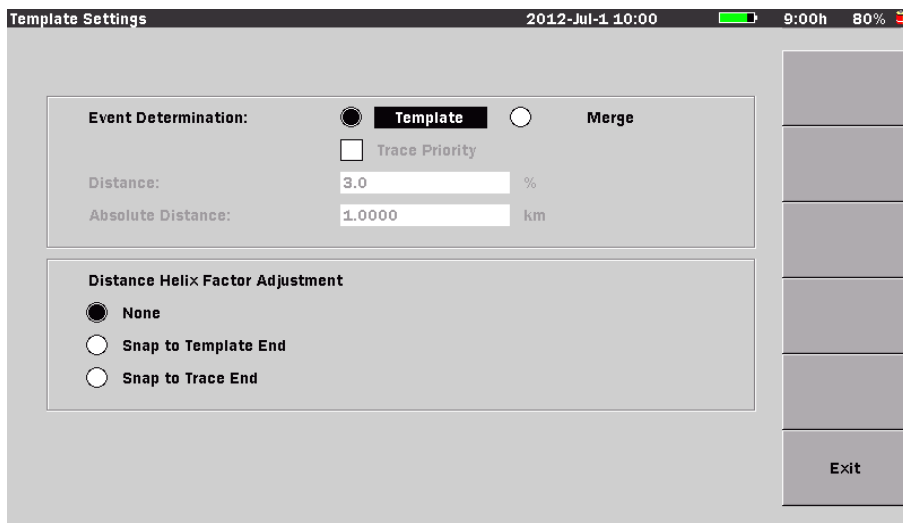 Template Settings 2012-Jul-1 10:00 9:00h 80%
Event Determination: Template Merge
Trace Priority
Distance: 3.0 %
Absolute Distance: 1.0000 km
Distance Helix Factor Adjustment
None
Snap to Template End
Snap to Trace End
Exit